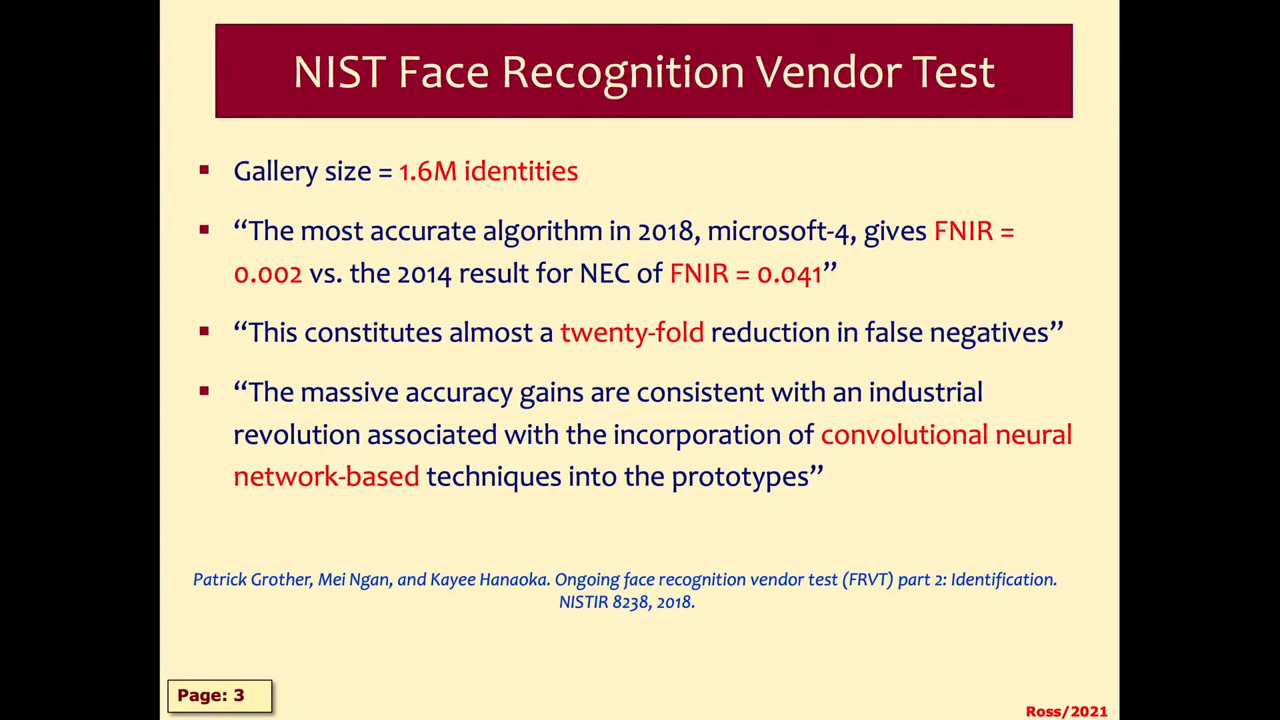 NIST Face Recognition Vendor Test
▪ Gallery size = 1.6M identities
▪ “The most accurate algorithm in 2018, microsoft-4, gives FNIR =
0.002 vs. the 2014 result for NEC of FNIR = 0.041”
▪ “This constitutes almost a twenty-fold reduction in false negatives”
▪ “The massive accuracy gains are consistent with an industrial
revolution associated with the incorporation of convolutional neural
network-based techniques into the prototypes”
Patrick Grother, Mei Ngan, and Kayee Hanaoka. Ongoing face recognition vendor test (FRVT) part 2: Identification.
NISTIR 8238, 2018.
Page: 3
Ross/2021